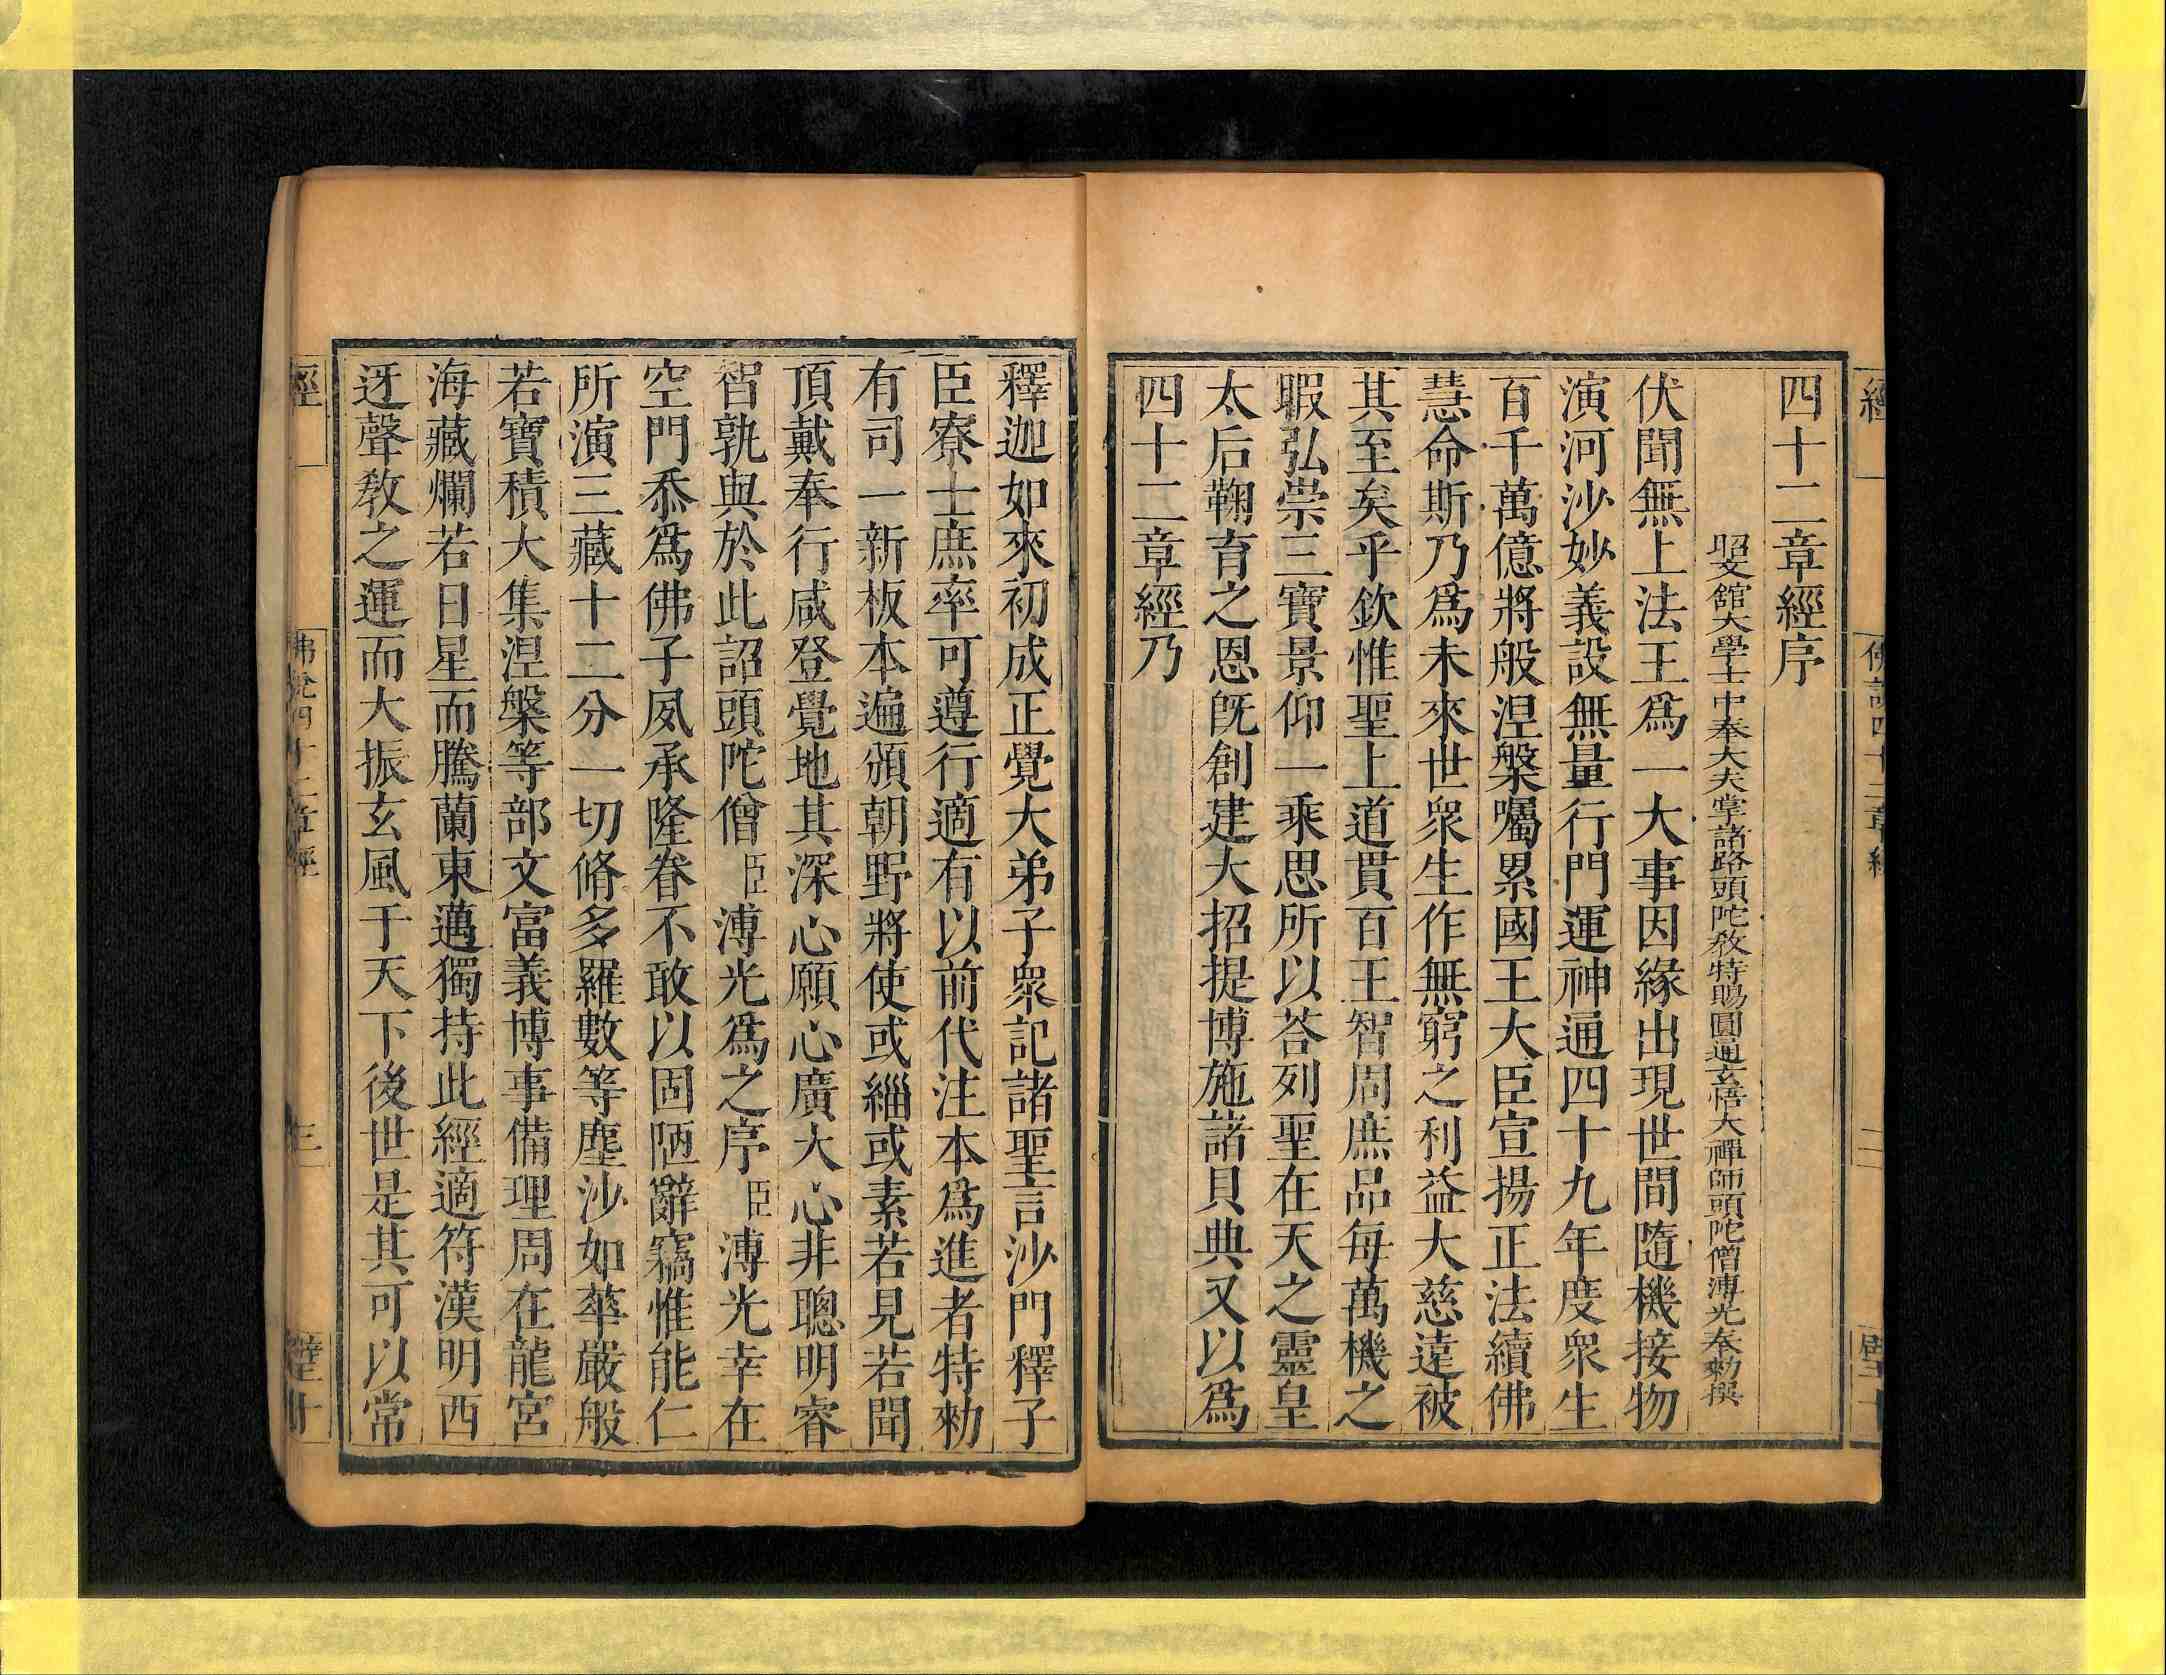 經
佛說四十二章經
二
壁十
四十二章經序
昭文舘大學士中奉大夫掌諸路頭陀教特賜圓通玄悟大禪師頭陀僧溥光奉勑撰
伏聞無上法王爲一大事因緣出現世間隨機接物
演河沙妙義設無量行門運神通四十九年度衆生
百千萬億將般涅槃囑累國王大臣宣揚正法續佛
慧命斯乃爲未來世衆生作無窮之利益大慈遠被
其至矣乎欽惟聖上道貫百王智周庶品每萬機之
暇弘崇三寶景仰一乘思所以荅列聖在天之靈皇
太后鞠育之恩旣創建大招提博施諸貝典又以爲
四十二章經乃
釋迦如來初成正覺大弟子衆記諸聖言沙門釋子
臣寮士庶率可遵行適有以前代注本爲進者特勑
有司一新板本遍頒朝野將使或緇或素若見若聞
頂戴奉行咸登覺地其深心願心廣大心非聰明睿
智孰與於此詔頭陀僧臣溥光爲之序臣溥光幸在
空門忝爲佛子夙承隆眷不敢以固陋辭竊惟能仁
所演三藏十二分一切脩多羅數等塵沙如華嚴般
若寶積大集涅槃等部文富義博事備理周在龍宮
海藏爛若日星而騰蘭東邁獨持此經適符漢明西
迓聲敎之運而大振玄風于天下後世是其可以常
經
佛說四十二章經
三
壁十